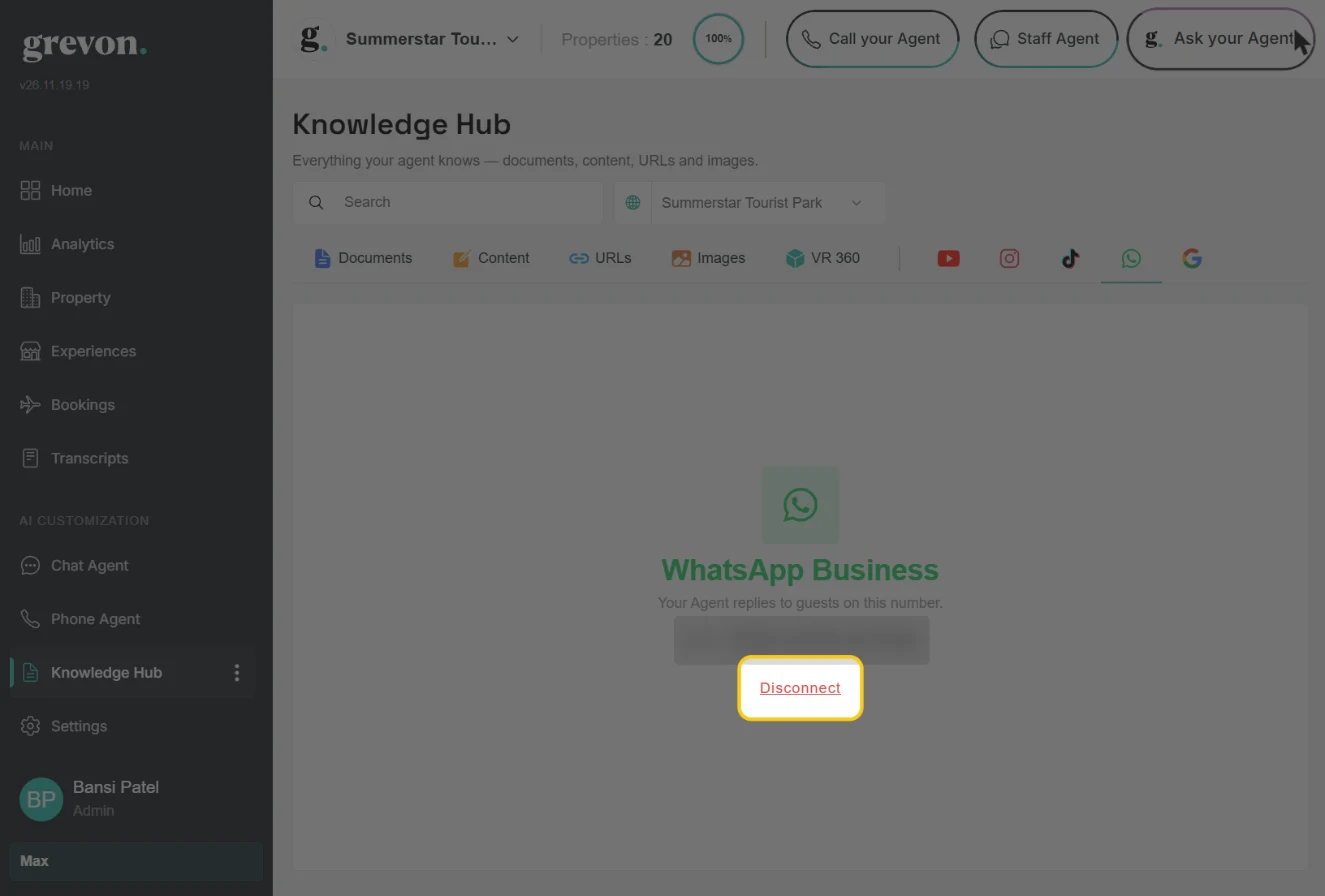 grevon.
v26.11.19.19
MAIN
Home
Analytics
Property
Experiences
Bookings
Transcripts
AI CUSTOMIZATION
Chat Agent
Phone Agent
Knowledge Hub
Settings
BP
Bansi Patel
Admin
Max
g. Summerstar Tou... Properties : 20 100% Call your Agent Staff Agent g. Ask your Agent
Knowledge Hub
Everything your agent knows — documents, content, URLs and images.
Search Summerstar Tourist Park
Documents Content URLs Images VR 360
WhatsApp Business
Your Agent replies to guests on this number.
Disconnect